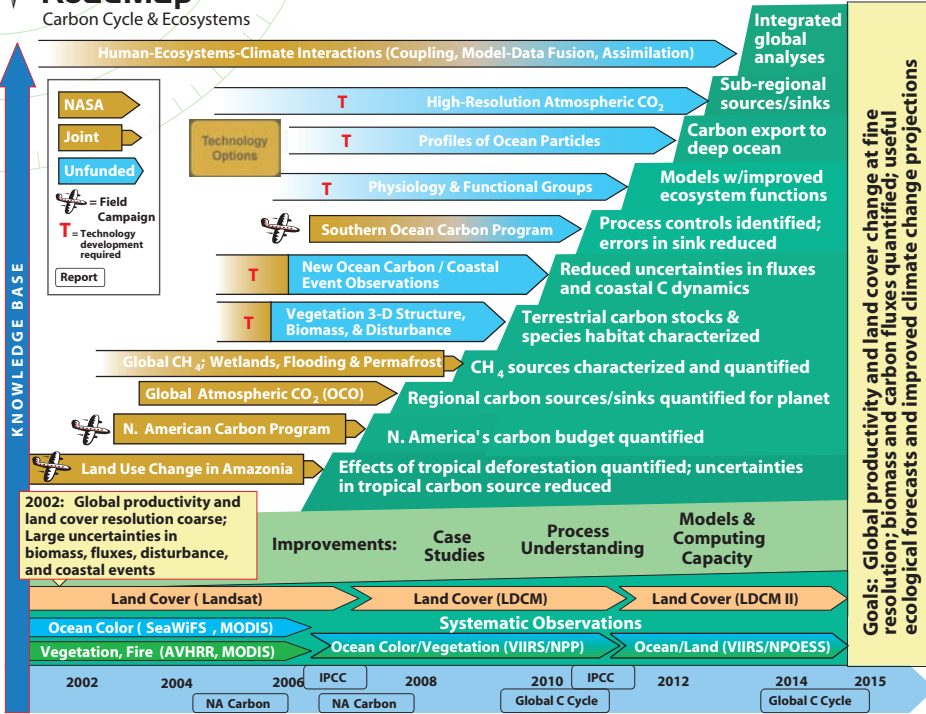 RoadMap
Carbon Cycle & Ecosystems
Integrated
global
analyses
Human-Ecosystems-Climate Interactions (Coupling, Model-Data Fusion, Assimilation)
NASA
Joint
Unfunded
= Field
Campaign
T = Technology
development
required
Report
Technology
Options
T High-Resolution Atmospheric CO2
Sub-regional
sources/sinks
T Profiles of Ocean Particles
Carbon export to
deep ocean
T Physiology & Functional Groups
Models w/improved
ecosystem functions
Southern Ocean Carbon Program
Process controls identified;
errors in sink reduced
T New Ocean Carbon / Coastal
Event Observations
Reduced uncertainties in fluxes
and coastal C dynamics
T Vegetation 3-D Structure,
Biomass, & Disturbance
Terrestrial carbon stocks &
species habitat characterized
Global CH4; Wetlands, Flooding & Permafrost
CH4 sources characterized and quantified
Global Atmospheric CO2 (OCO)
Regional carbon sources/sinks quantified for planet
N. American Carbon Program
N. America's carbon budget quantified
Land Use Change in Amazonia
Effects of tropical deforestation quantified; uncertainties
in tropical carbon source reduced
KNOWLEDGE BASE
2002: Global productivity and
land cover resolution coarse;
Large uncertainties in
biomass, fluxes, disturbance,
and coastal events
Improvements:
Case
Studies
Process
Understanding
Models &
Computing
Capacity
Goals: Global productivity and land cover change at fine
resolution; biomass and carbon fluxes quantified; useful
ecological forecasts and improved climate change projections
Land Cover ( Landsat)
Land Cover (LDCM)
Land Cover (LDCM II)
Ocean Color ( SeaWiFS , MODIS)
Systematic Observations
Vegetation, Fire (AVHRR, MODIS)
Ocean Color/Vegetation (VIIRS/NPP)
Ocean/Land (VIIRS/NPOESS)
2002
2004
2006
IPCC
2008
2010
IPCC
2012
2014
2015
NA Carbon
NA Carbon
Global C Cycle
Global C Cycle